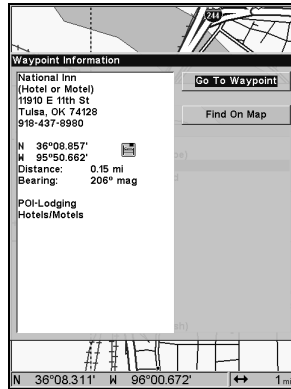 244
Waypoint Information
National Inn
(Hotel or Motel)
11910 E 11th St
Tulsa, OK 74128
918-437-8980
N 36°08.857'
W 95°50.662'
Distance: 0.15 mi
Bearing: 206° mag
POI-Lodging
Hotels/Motels
Go To Waypoint
Find On Map
N 36°08.311' W 96°00.672' ↔ 1